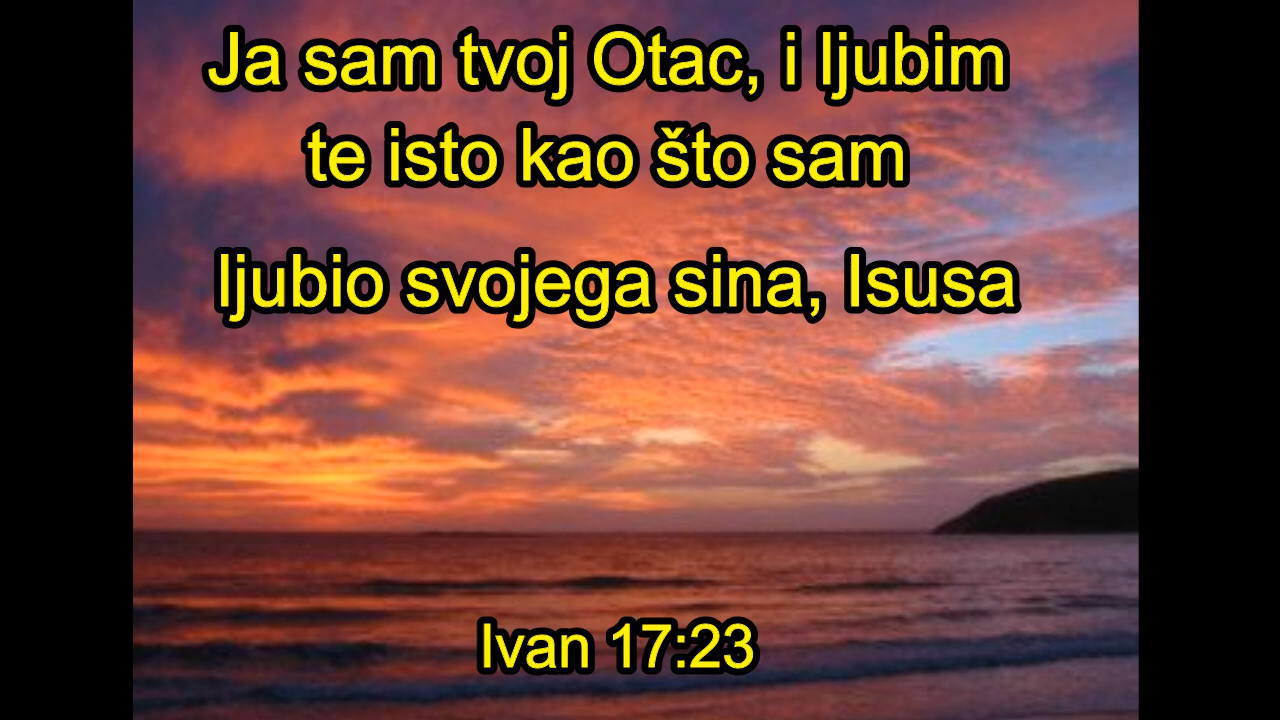 Ja sam tvoj Otac, i ljubim
te isto kao što sam
ljubio svojega sina, Isusa
Ivan 17:23